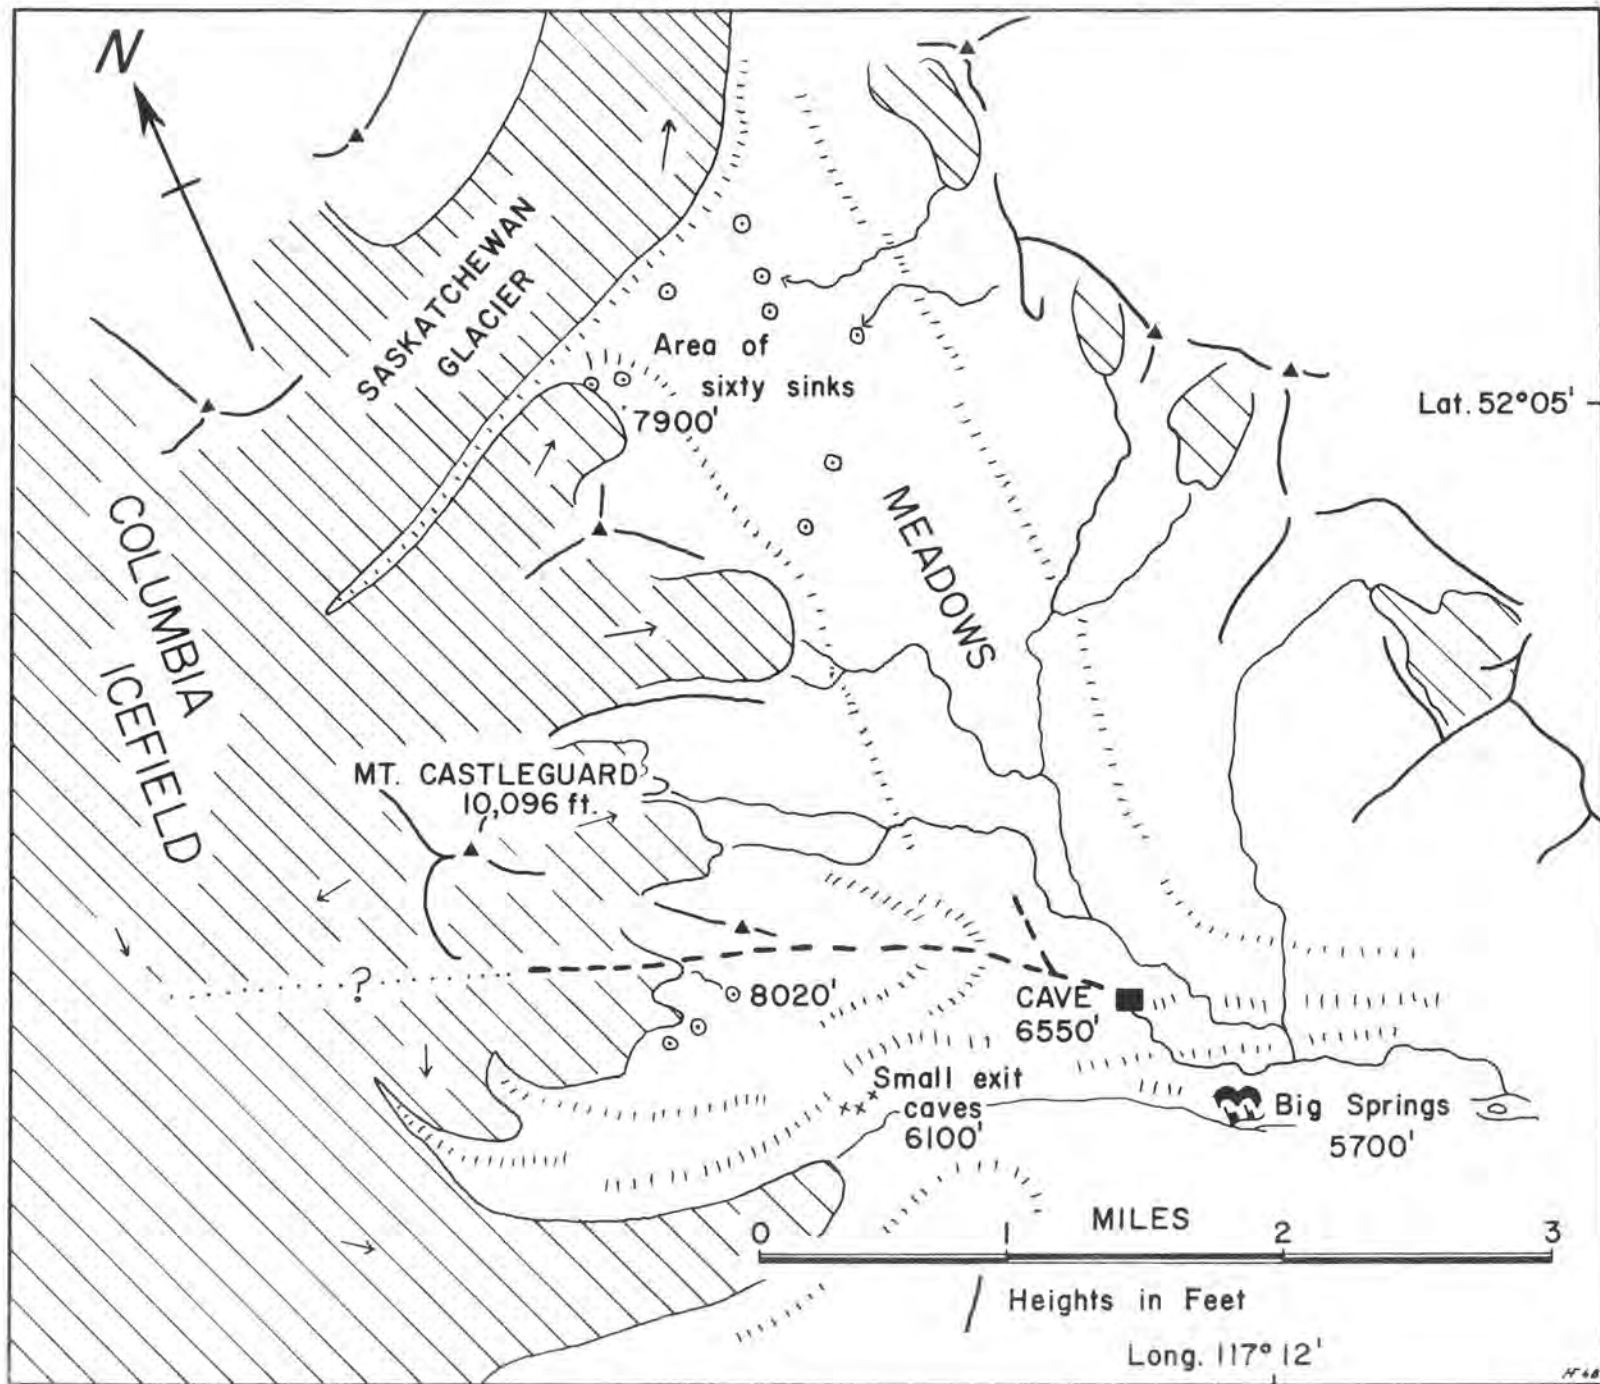 N
SASKATCHEWAN
GLACIER
Area of
sixty sinks
7900'
Lat. 52°05'
MEADOWS
COLUMBIA
ICEFIELD
MT. CASTLEGUARD
10,096 ft.
?
8020'
CAVE
6550'
Small exit
caves
6100'
Big Springs
5700'
MILES
0 1 2 3
Heights in Feet
Long. 117° 12'